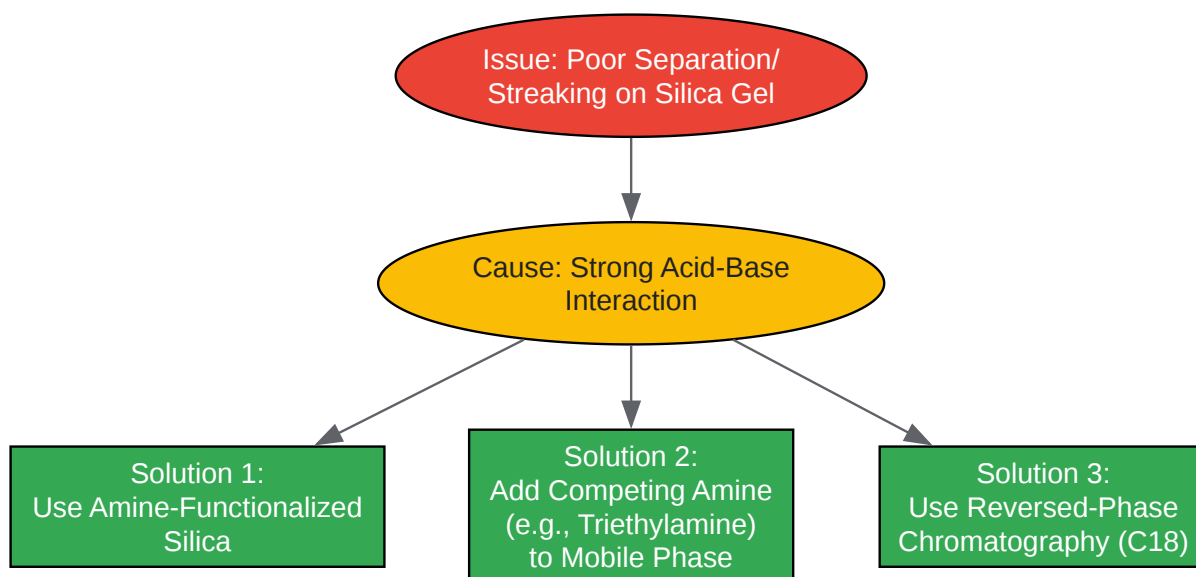 Issue: Poor Separation/
Streaking on Silica Gel
Cause: Strong Acid-Base
Interaction
Solution 1:
Use Amine-Functionalized
Silica
Solution 2:
Add Competing Amine
(e.g., Triethylamine)
to Mobile Phase
Solution 3:
Use Reversed-Phase
Chromatography (C18)